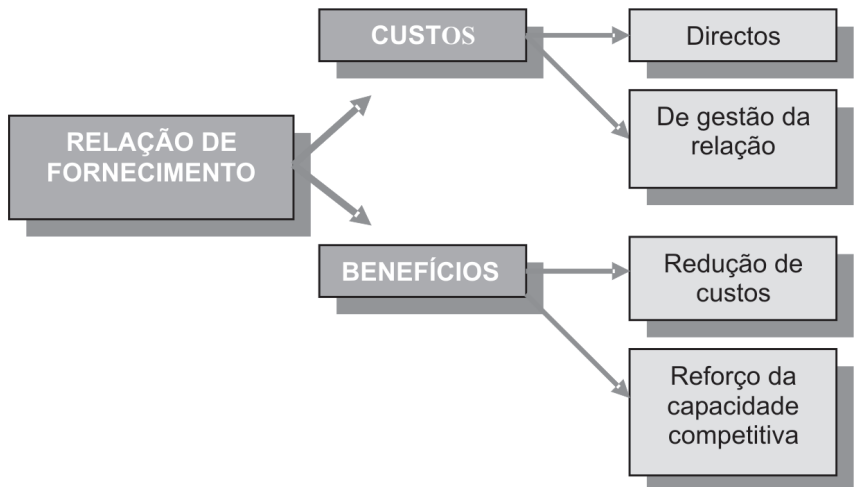 RELAÇÃO DE
FORNECIMENTO
CUSTOS
Directos
De gestão da
relação
BENEFÍCIOS
Redução de
custos
Reforço da
capacidade
competitiva